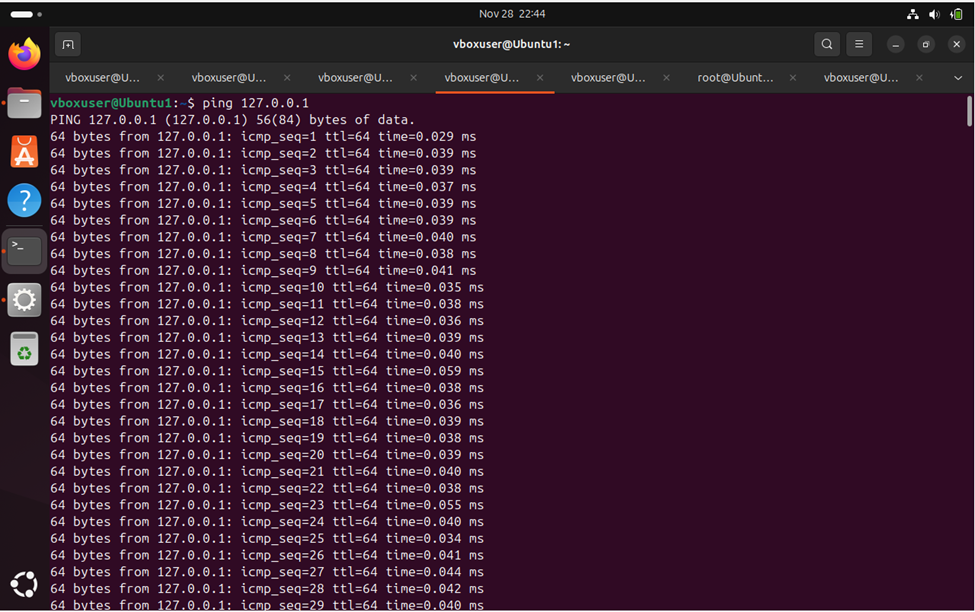 Nov 28 22:44
vboxuser@Ubuntu1: ~
vboxuser@U... vboxuser@U... vboxuser@U... vboxuser@U... vboxuser@U... root@Ubunt... vboxuser@U...
vboxuser@Ubuntu1:~$ ping 127.0.0.1
PING 127.0.0.1 (127.0.0.1) 56(84) bytes of data.
64 bytes from 127.0.0.1: icmp_seq=1 ttl=64 time=0.029 ms
64 bytes from 127.0.0.1: icmp_seq=2 ttl=64 time=0.039 ms
64 bytes from 127.0.0.1: icmp_seq=3 ttl=64 time=0.039 ms
64 bytes from 127.0.0.1: icmp_seq=4 ttl=64 time=0.037 ms
64 bytes from 127.0.0.1: icmp_seq=5 ttl=64 time=0.039 ms
64 bytes from 127.0.0.1: icmp_seq=6 ttl=64 time=0.039 ms
64 bytes from 127.0.0.1: icmp_seq=7 ttl=64 time=0.040 ms
64 bytes from 127.0.0.1: icmp_seq=8 ttl=64 time=0.038 ms
64 bytes from 127.0.0.1: icmp_seq=9 ttl=64 time=0.041 ms
64 bytes from 127.0.0.1: icmp_seq=10 ttl=64 time=0.035 ms
64 bytes from 127.0.0.1: icmp_seq=11 ttl=64 time=0.038 ms
64 bytes from 127.0.0.1: icmp_seq=12 ttl=64 time=0.036 ms
64 bytes from 127.0.0.1: icmp_seq=13 ttl=64 time=0.039 ms
64 bytes from 127.0.0.1: icmp_seq=14 ttl=64 time=0.040 ms
64 bytes from 127.0.0.1: icmp_seq=15 ttl=64 time=0.059 ms
64 bytes from 127.0.0.1: icmp_seq=16 ttl=64 time=0.038 ms
64 bytes from 127.0.0.1: icmp_seq=17 ttl=64 time=0.036 ms
64 bytes from 127.0.0.1: icmp_seq=18 ttl=64 time=0.039 ms
64 bytes from 127.0.0.1: icmp_seq=19 ttl=64 time=0.038 ms
64 bytes from 127.0.0.1: icmp_seq=20 ttl=64 time=0.039 ms
64 bytes from 127.0.0.1: icmp_seq=21 ttl=64 time=0.040 ms
64 bytes from 127.0.0.1: icmp_seq=22 ttl=64 time=0.038 ms
64 bytes from 127.0.0.1: icmp_seq=23 ttl=64 time=0.055 ms
64 bytes from 127.0.0.1: icmp_seq=24 ttl=64 time=0.040 ms
64 bytes from 127.0.0.1: icmp_seq=25 ttl=64 time=0.034 ms
64 bytes from 127.0.0.1: icmp_seq=26 ttl=64 time=0.041 ms
64 bytes from 127.0.0.1: icmp_seq=27 ttl=64 time=0.044 ms
64 bytes from 127.0.0.1: icmp_seq=28 ttl=64 time=0.042 ms
64 bytes from 127.0.0.1: icmp_seq=29 ttl=64 time=0.040 ms